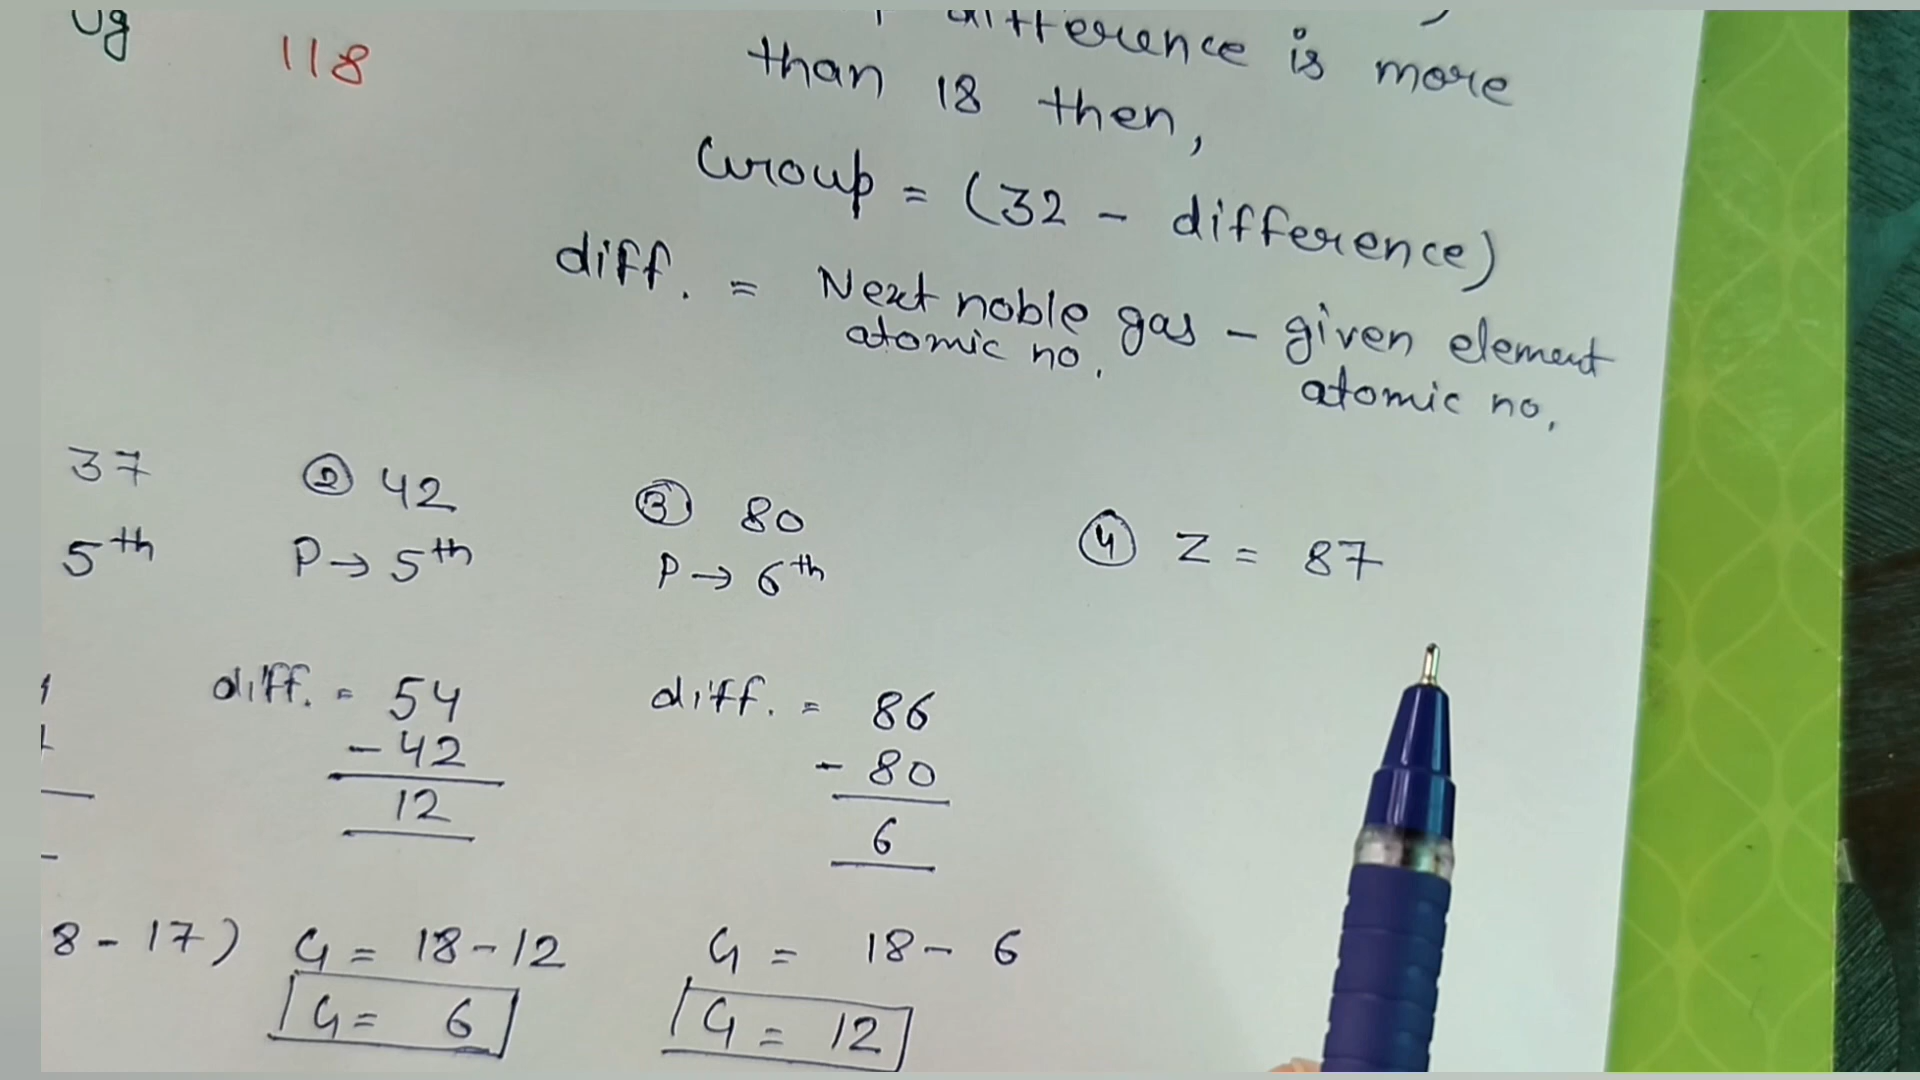 Og 118
difference is more
than 18 then,
Group = (32 - difference)
diff. = Next noble gas - given element
atomic no. atomic no.
37 ② 42 ③ 80 ④ Z = 87
5th P → 5th P → 6th
diff. = 54 diff. = 86
- 42 - 80
12 6
8 - 17) G = 18 - 12 G = 18 - 6
G = 6 G = 12